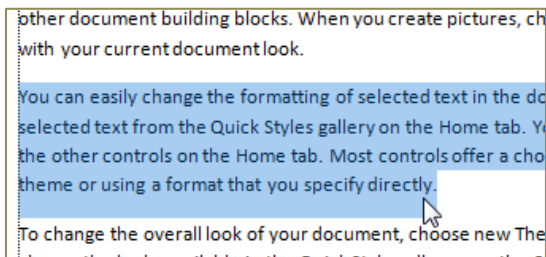 other document building blocks. When you create pictures, ch
with your current document look.
You can easily change the formatting of selected text in the do
selected text from the Quick Styles gallery on the Home tab. Yo
the other controls on the Home tab. Most controls offer a cho
theme or using a format that you specify directly.
To change the overall look of your document, choose new The